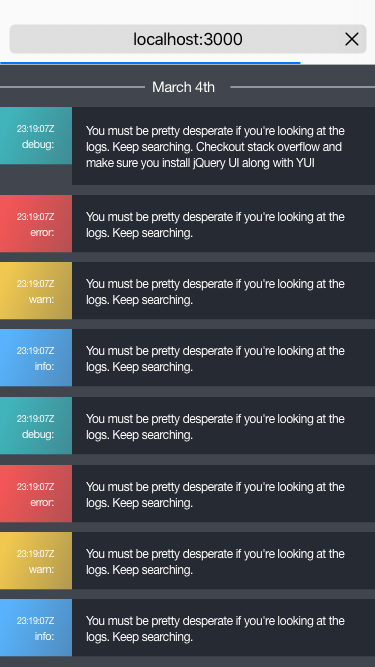 localhost:3000
March 4th
23:19:07Z
debug:
You must be pretty desperate if you're looking at the
logs. Keep searching. Checkout stack overflow and
make sure you install jQuery UI along with YUI
23:19:07Z
error:
You must be pretty desperate if you're looking at the
logs. Keep searching.
23:19:07Z
warn:
You must be pretty desperate if you're looking at the
logs. Keep searching.
23:19:07Z
info:
You must be pretty desperate if you're looking at the
logs. Keep searching.
23:19:07Z
debug:
You must be pretty desperate if you're looking at the
logs. Keep searching.
23:19:07Z
error:
You must be pretty desperate if you're looking at the
logs. Keep searching.
23:19:07Z
warn:
You must be pretty desperate if you're looking at the
logs. Keep searching.
23:19:07Z
info:
You must be pretty desperate if you're looking at the
logs. Keep searching.